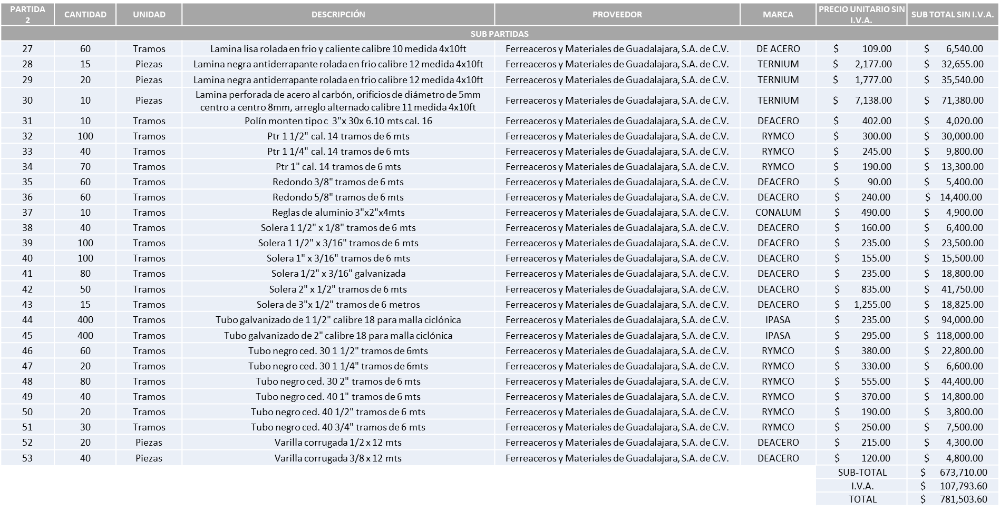 PARTIDA 2 CANTIDAD UNIDAD DESCRIPCIÓN PROVEEDOR MARCA PRECIO UNITARIO SIN I.V.A. SUB TOTAL SIN I.V.A.
SUB PARTIDAS
27 60 Tramos Lamina lisa rolada en frio y caliente calibre 10 medida 4x10ft Ferreaceros y Materiales de Guadalajara, S.A. de C.V. DE ACERO $ 109.00 $ 6,540.00
28 15 Piezas Lamina negra antiderrapante rolada en frio calibre 12 medida 4x10ft Ferreaceros y Materiales de Guadalajara, S.A. de C.V. TERNIUM $ 2,177.00 $ 32,655.00
29 20 Piezas Lamina negra antiderrapante rolada en frio calibre 12 medida 4x10ft Ferreaceros y Materiales de Guadalajara, S.A. de C.V. TERNIUM $ 1,777.00 $ 35,540.00
30 10 Piezas Lamina perforada de acero al carbón, orificios de diámetro de 5mm
centro a centro 8mm, arreglo alternado calibre 11 medida 4x10ft Ferreaceros y Materiales de Guadalajara, S.A. de C.V. TERNIUM $ 7,138.00 $ 71,380.00
31 10 Tramos Polín monten tipo c 3"x 30x 6.10 mts cal. 16 Ferreaceros y Materiales de Guadalajara, S.A. de C.V. DEACERO $ 402.00 $ 4,020.00
32 100 Tramos Ptr 1 1/2" cal. 14 tramos de 6 mts Ferreaceros y Materiales de Guadalajara, S.A. de C.V. RYMCO $ 300.00 $ 30,000.00
33 40 Tramos Ptr 1 1/4" cal. 14 tramos de 6 mts Ferreaceros y Materiales de Guadalajara, S.A. de C.V. RYMCO $ 245.00 $ 9,800.00
34 70 Tramos Ptr 1" cal. 14 tramos de 6 mts Ferreaceros y Materiales de Guadalajara, S.A. de C.V. RYMCO $ 190.00 $ 13,300.00
35 60 Tramos Redondo 3/8" tramos de 6 mts Ferreaceros y Materiales de Guadalajara, S.A. de C.V. DEACERO $ 90.00 $ 5,400.00
36 60 Tramos Redondo 5/8" tramos de 6 mts Ferreaceros y Materiales de Guadalajara, S.A. de C.V. DEACERO $ 240.00 $ 14,400.00
37 10 Tramos Reglas de aluminio 3"x2"x4mts Ferreaceros y Materiales de Guadalajara, S.A. de C.V. CONALUM $ 490.00 $ 4,900.00
38 40 Tramos Solera 1 1/2" x 1/8" tramos de 6 mts Ferreaceros y Materiales de Guadalajara, S.A. de C.V. DEACERO $ 160.00 $ 6,400.00
39 100 Tramos Solera 1 1/2" x 3/16" tramos de 6 mts Ferreaceros y Materiales de Guadalajara, S.A. de C.V. DEACERO $ 235.00 $ 23,500.00
40 100 Tramos Solera 1" x 3/16" tramos de 6 mts Ferreaceros y Materiales de Guadalajara, S.A. de C.V. DEACERO $ 155.00 $ 15,500.00
41 80 Tramos Solera 1/2" x 3/16" galvanizada Ferreaceros y Materiales de Guadalajara, S.A. de C.V. DEACERO $ 235.00 $ 18,800.00
42 50 Tramos Solera 2" x 1/2" tramos de 6 mts Ferreaceros y Materiales de Guadalajara, S.A. de C.V. DEACERO $ 835.00 $ 41,750.00
43 15 Tramos Solera de 3"x 1/2" tramos de 6 metros Ferreaceros y Materiales de Guadalajara, S.A. de C.V. DEACERO $ 1,255.00 $ 18,825.00
44 400 Tramos Tubo galvanizado de 1 1/2" calibre 18 para malla ciclónica Ferreaceros y Materiales de Guadalajara, S.A. de C.V. IPASA $ 235.00 $ 94,000.00
45 400 Tramos Tubo galvanizado de 2" calibre 18 para malla ciclónica Ferreaceros y Materiales de Guadalajara, S.A. de C.V. IPASA $ 295.00 $ 118,000.00
46 60 Tramos Tubo negro ced. 30 1 1/2" tramos de 6mts Ferreaceros y Materiales de Guadalajara, S.A. de C.V. RYMCO $ 380.00 $ 22,800.00
47 20 Tramos Tubo negro ced. 30 1 1/4" tramos de 6mts Ferreaceros y Materiales de Guadalajara, S.A. de C.V. RYMCO $ 330.00 $ 6,600.00
48 80 Tramos Tubo negro ced. 30 2" tramos de 6 mts Ferreaceros y Materiales de Guadalajara, S.A. de C.V. RYMCO $ 555.00 $ 44,400.00
49 40 Tramos Tubo negro ced. 40 1" tramos de 6 mts Ferreaceros y Materiales de Guadalajara, S.A. de C.V. RYMCO $ 370.00 $ 14,800.00
50 20 Tramos Tubo negro ced. 40 1/2" tramos de 6 mts Ferreaceros y Materiales de Guadalajara, S.A. de C.V. RYMCO $ 190.00 $ 3,800.00
51 30 Tramos Tubo negro ced. 40 3/4" tramos de 6 mts Ferreaceros y Materiales de Guadalajara, S.A. de C.V. RYMCO $ 250.00 $ 7,500.00
52 20 Piezas Varilla corrugada 1/2 x 12 mts Ferreaceros y Materiales de Guadalajara, S.A. de C.V. DEACERO $ 215.00 $ 4,300.00
53 40 Piezas Varilla corrugada 3/8 x 12 mts Ferreaceros y Materiales de Guadalajara, S.A. de C.V. DEACERO $ 120.00 $ 4,800.00
SUB-TOTAL $ 673,710.00
I.V.A. $ 107,793.60
TOTAL $ 781,503.60